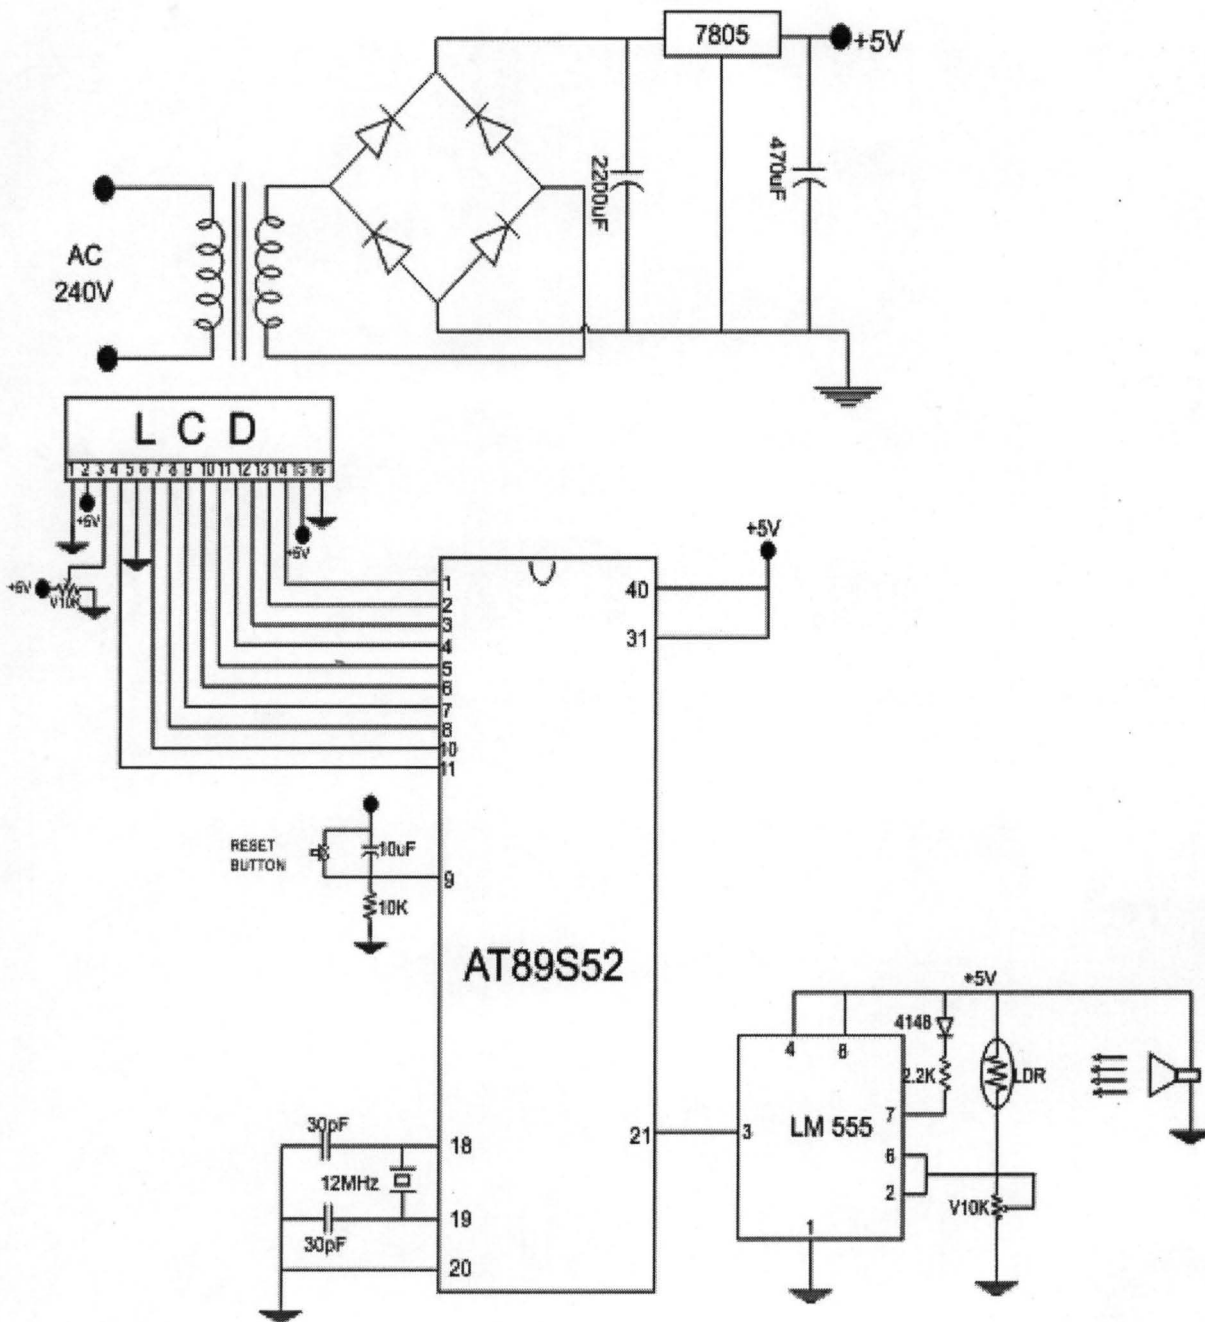 7805
+5V
2200uF
470uF
AC
240V
LCD
1 2 3 4 5 6 7 8 9 10 11 12 13 14 15 16
+5V
+5V
+5V
V10K
1
2
3
4
5
6
7
8
10
11
40
31
+5V
RESET
BUTTON
10uF
9
10K
AT89S52
+5V
4148
4 8
2.2K
LDR
7
LM 555
21
3
6
2
V10K
1
30pF
18
12MHz
19
30pF
20